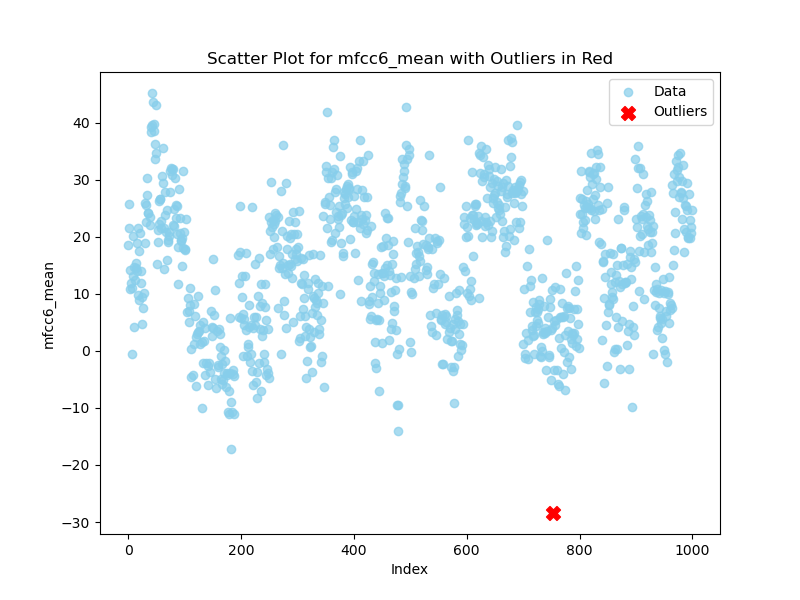 Scatter Plot for mfcc6_mean with Outliers in Red
Data
Outliers
mfcc6_mean
40
30
20
10
0
−10
−20
−30
0 200 400 600 800 1000
Index